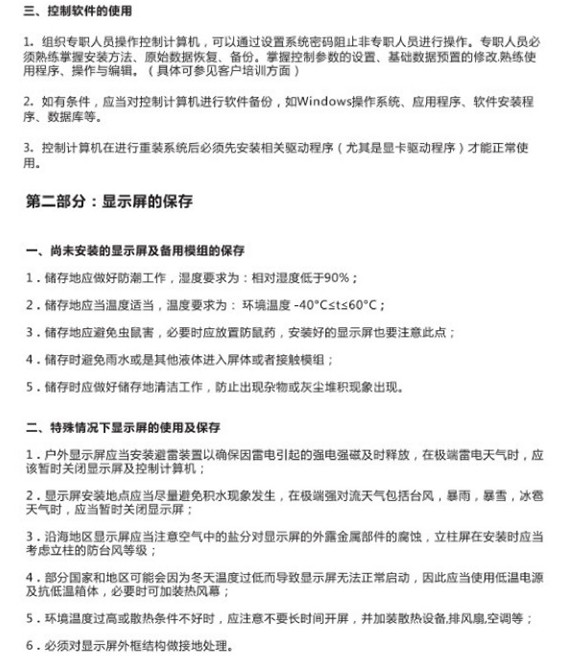 三、控制软件的使用
1. 组织专职人员操作控制计算机，可以通过设置系统密码阻止非专职人员进行操作。专职人员必
须熟练掌握安装方法、原始数据恢复、备份。掌握控制参数的设置、基础数据预置的修改,熟练使
用程序、操作与编辑。（具体可参见客户培训方面）
2. 如有条件，应当对控制计算机进行软件备份，如Windows操作系统、应用程序、软件安装程
序、数据库等。
3. 控制计算机在进行重装系统后必须先安装相关驱动程序（尤其是显卡驱动程序）才能正常使
用。
第二部分：显示屏的保存
一、尚未安装的显示屏及备用模组的保存
1．储存地应做好防潮工作，湿度要求为：相对湿度低于90%；
2．储存地应当温度适当，温度要求为： 环境温度 -40°C≤t≤60°C；
3．储存地应避免虫鼠害，必要时应放置防鼠药，安装好的显示屏也要注意此点；
4．储存时避免雨水或是其他液体进入屏体或者接触模组；
5．储存时应做好储存地清洁工作，防止出现杂物或灰尘堆积现象出现。
二、特殊情况下显示屏的使用及保存
1．户外显示屏应当安装避雷装置以确保因雷电引起的强电强磁及时释放，在极端雷电天气时，应
该暂时关闭显示屏及控制计算机；
2．显示屏安装地点应当尽量避免积水现象发生，在极端强对流天气包括台风，暴雨，暴雪，冰雹
天气时，应当暂时关闭显示屏；
3．沿海地区显示屏应当注意空气中的盐分对显示屏的外露金属部件的腐蚀，立柱屏在安装时应当
考虑立柱的防台风等级；
4．部分国家和地区可能会因为冬天温度过低而导致显示屏无法正常启动，因此应当使用低温电源
及抗低温箱体，必要时可加装热风幕；
5．环境温度过高或散热条件不好时，应注意不要长时间开屏，并加装散热设备,排风扇,空调等；
6．必须对显示屏外框结构做接地处理。